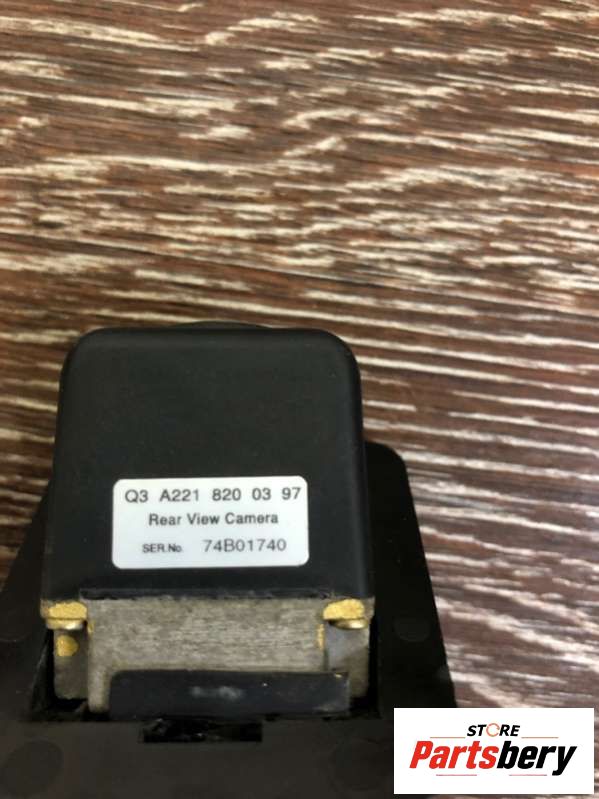 Q3 A221 820 03 97
Rear View Camera
SER.No. 74B01740
STORE
Partsbery